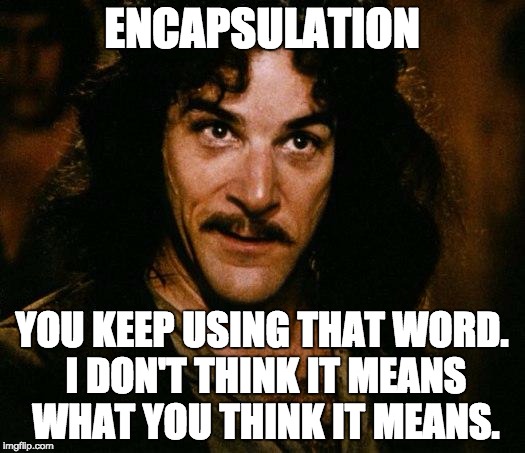 ENCAPSULATION
YOU KEEP USING THAT WORD.
I DON'T THINK IT MEANS
WHAT YOU THINK IT MEANS.
imgflip.com